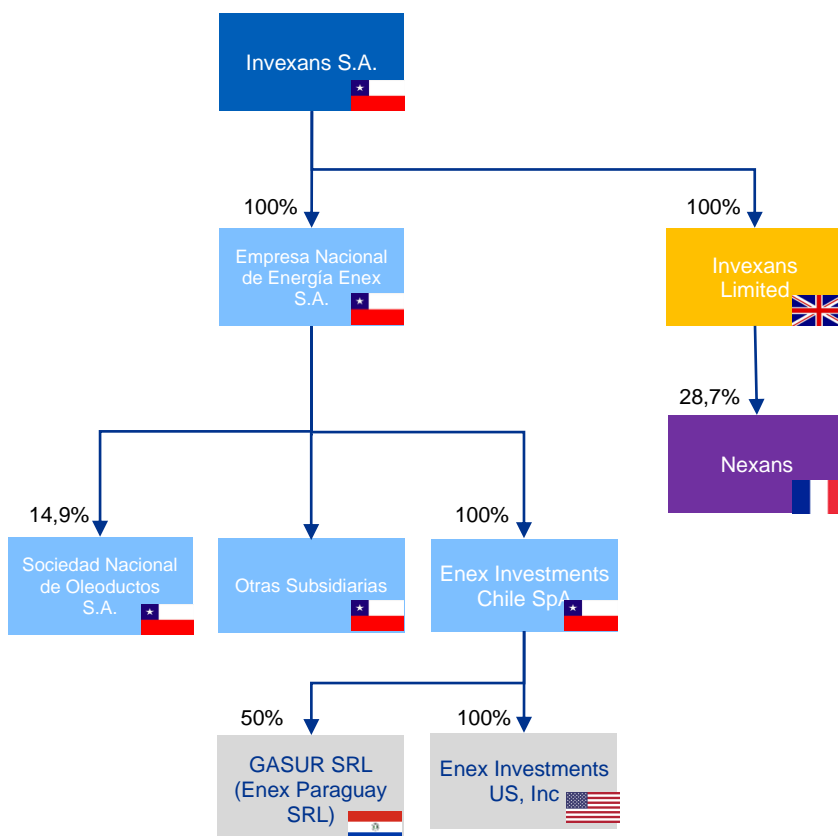 Invexans S.A.
100%
100%
Empresa Nacional
de Energía Enex
S.A.
Invexans
Limited
28,7%
Nexans
14,9%
100%
Sociedad Nacional
de Oleoductos
S.A.
Otras Subsidiarias
Enex Investments
Chile SpA
50%
100%
GASUR SRL
(Enex Paraguay
SRL)
Enex Investments
US, Inc